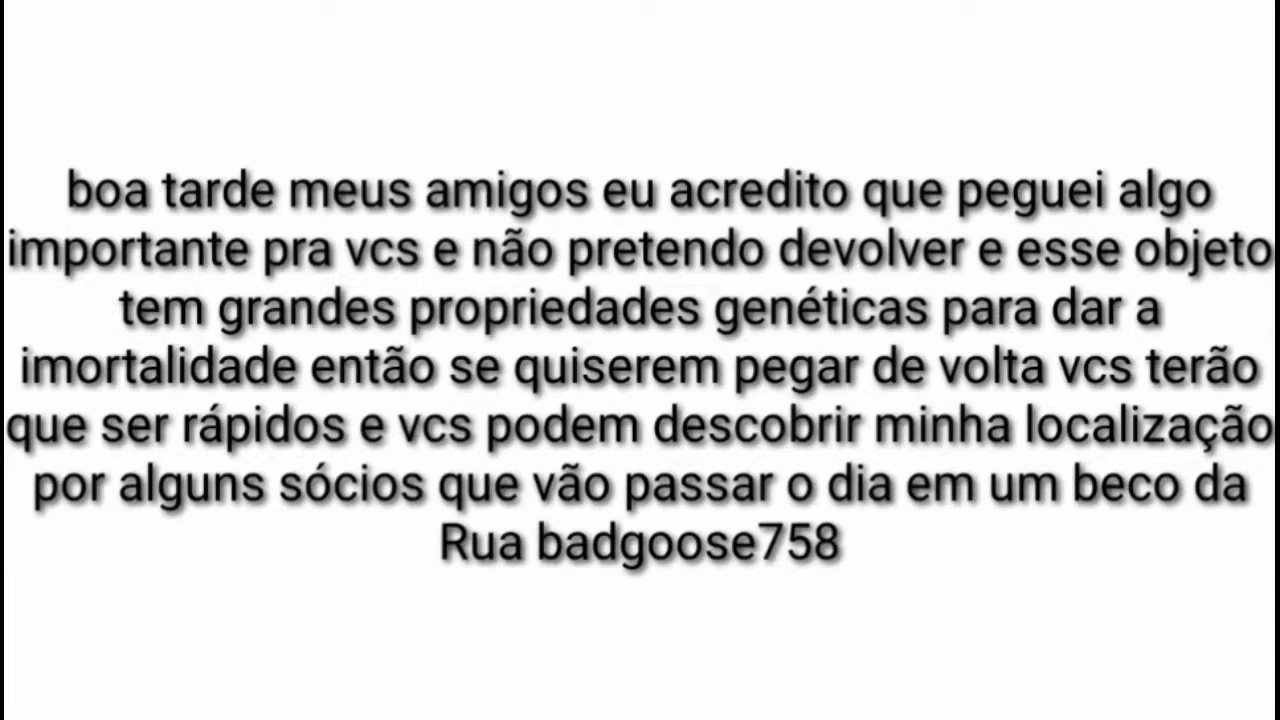 boa tarde meus amigos eu acredito que peguei algo
importante pra vcs e não pretendo devolver e esse objeto
tem grandes propriedades genéticas para dar a
imortalidade então se quiserem pegar de volta vcs terão
que ser rápidos e vcs podem descobrir minha localização
por alguns sócios que vão passar o dia em um beco da
Rua badgoose758